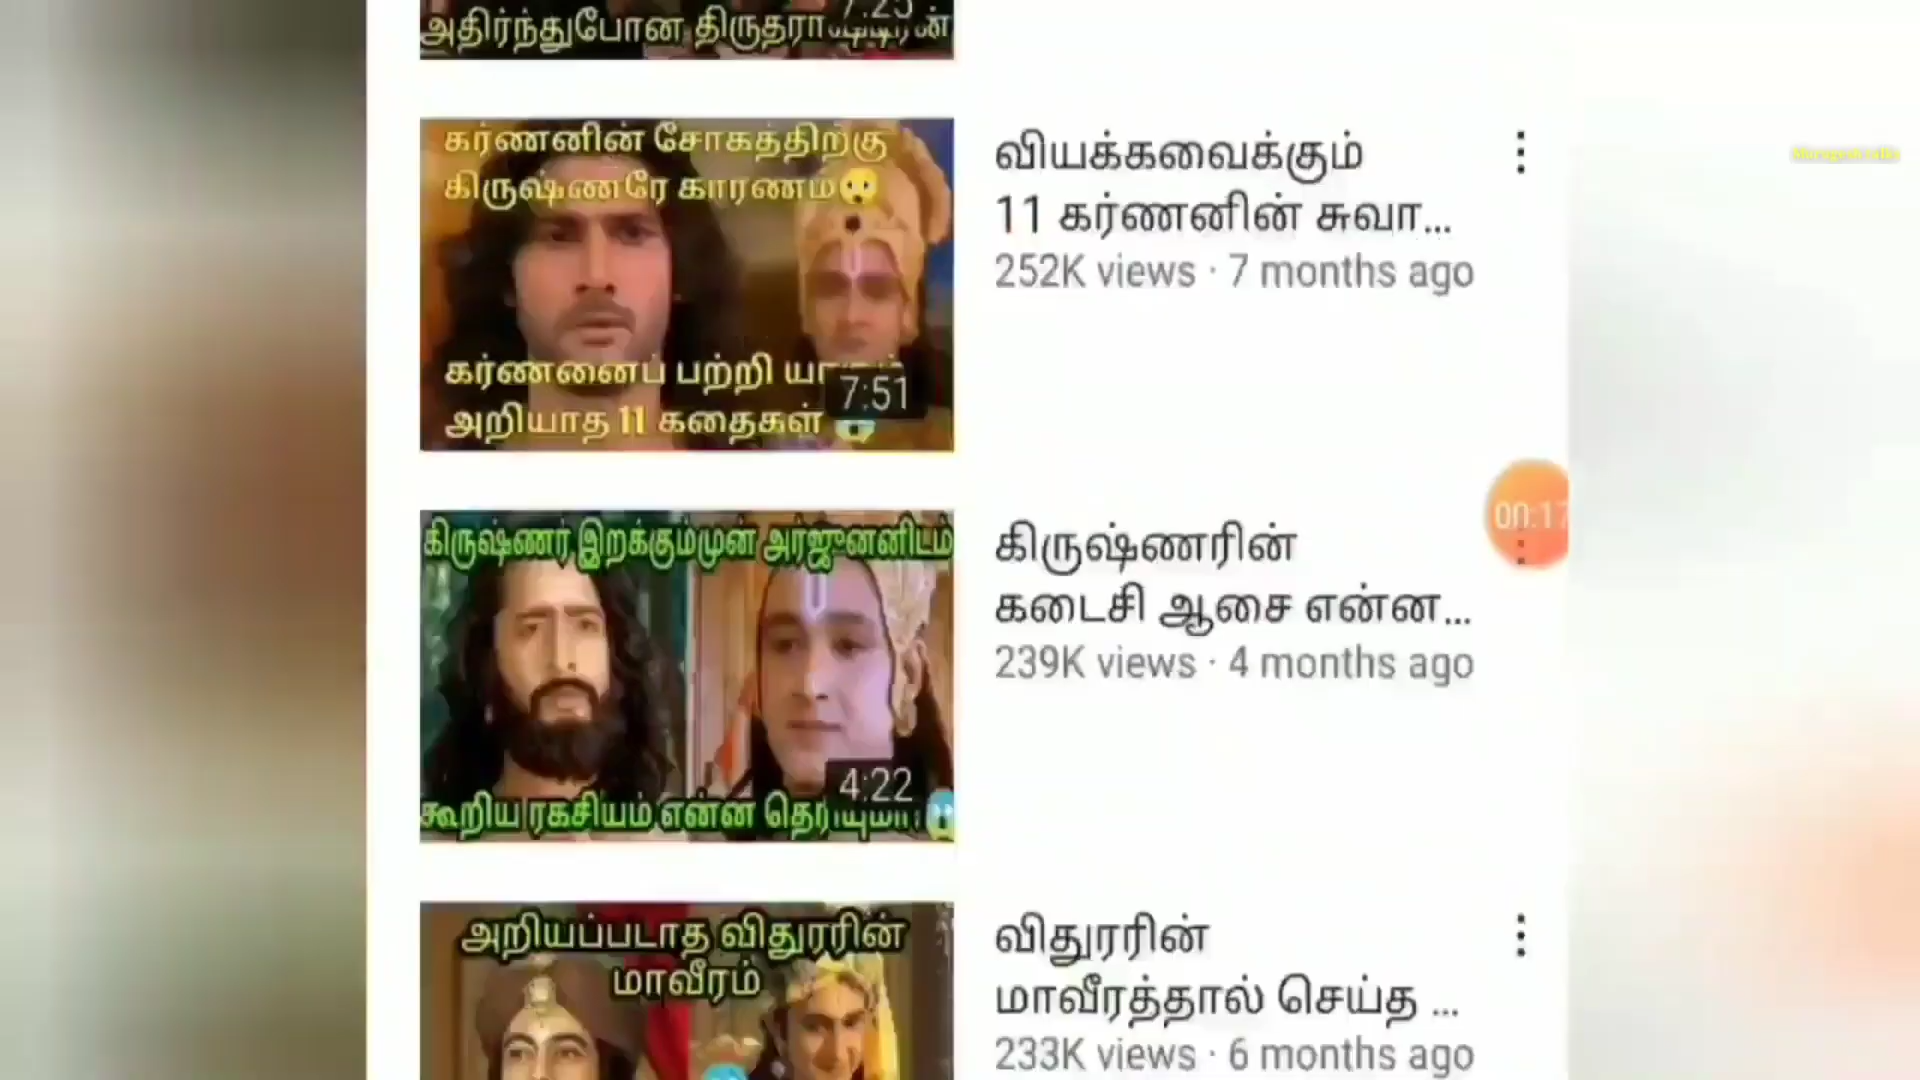 7:25
அதிர்ந்துபோன
கர்ணனின் சோகத்திற்கு
கிருஷ்ணரே காரணம்
கர்ணனைப் பற்றி
7:51
அறியாத 11 கதைகள்
வியக்கவைக்கும்
11 கர்ணனின் சுவா...
252K views · 7 months ago
00:17
கிருஷ்ணர் இறக்கும்முன் அர்ஜுனனிடம்
4:22
கூறிய ரகசியம் என்ன
கிருஷ்ணரின்
கடைசி ஆசை என்ன...
239K views · 4 months ago
அறியப்படாத விதுரரின்
மாவீரம்
விதுரரின்
மாவீரத்தால் செய்த ...
233K views · 6 months ago